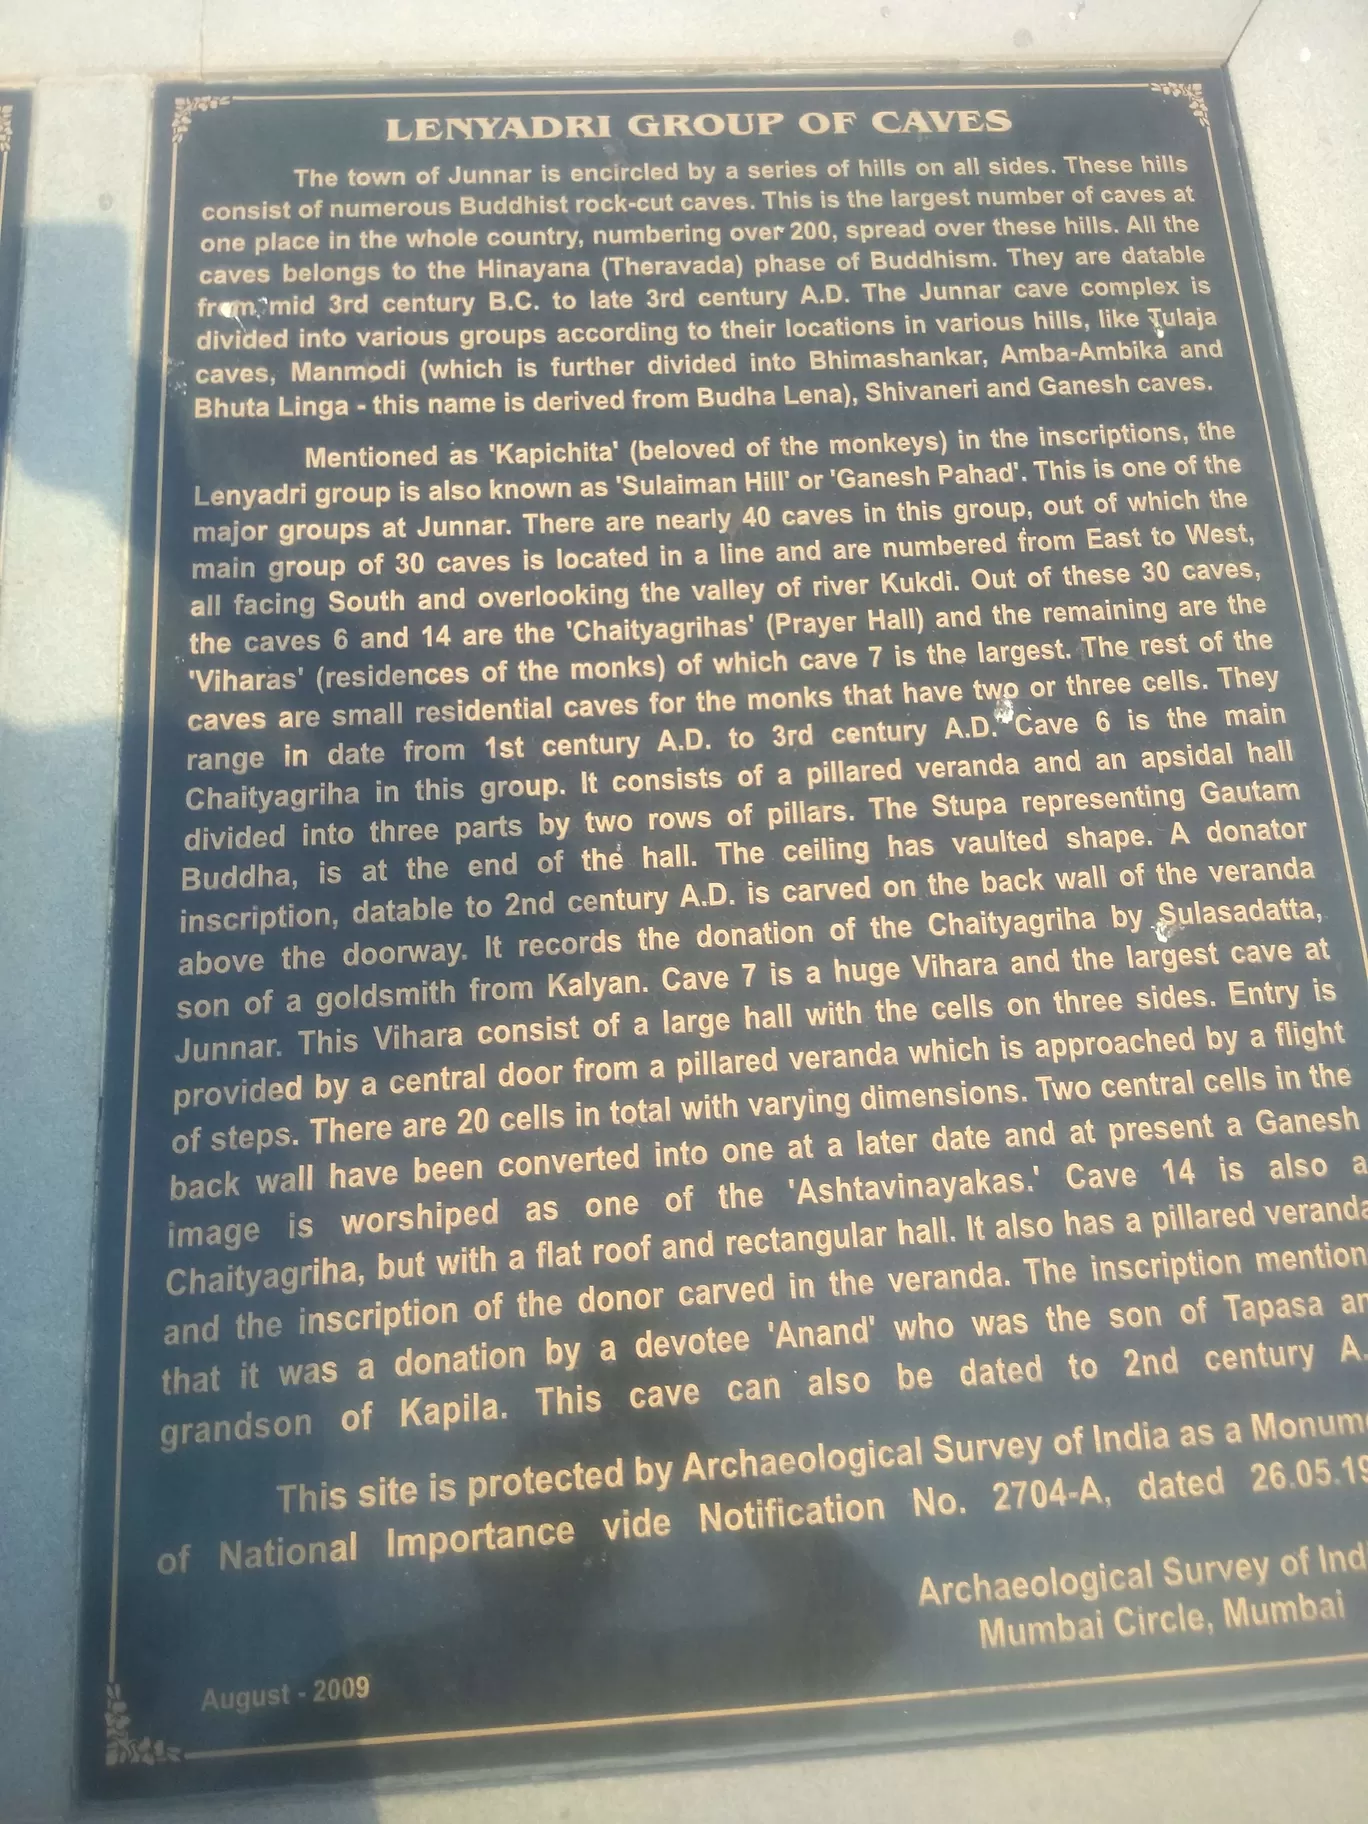 LENYADRI GROUP OF CAVES
The town of Junnar is encircled by a series of hills on all sides. These hills
consist of numerous Buddhist rock-cut caves. This is the largest number of caves at
one place in the whole country, numbering over 200, spread over these hills. All the
caves belongs to the Hinayana (Theravada) phase of Buddhism. They are datable
from mid 3rd century B.C. to late 3rd century A.D. The Junnar cave complex is
divided into various groups according to their locations in various hills, like Tulaja
caves, Manmodi (which is further divided into Bhimashankar, Amba-Ambika and
Bhuta Linga - this name is derived from Budha Lena), Shivaneri and Ganesh caves.
Mentioned as 'Kapichita' (beloved of the monkeys) in the inscriptions, the
Lenyadri group is also known as 'Sulaiman Hill' or 'Ganesh Pahad'. This is one of the
major groups at Junnar. There are nearly 40 caves in this group, out of which the
main group of 30 caves is located in a line and are numbered from East to West,
all facing South and overlooking the valley of river Kukdi. Out of these 30 caves,
the caves 6 and 14 are the 'Chaityagrihas' (Prayer Hall) and the remaining are the
'Viharas' (residences of the monks) of which cave 7 is the largest. The rest of the
caves are small residential caves for the monks that have two or three cells. They
range in date from 1st century A.D. to 3rd century A.D. Cave 6 is the main
Chaityagriha in this group. It consists of a pillared veranda and an apsidal hall
divided into three parts by two rows of pillars. The Stupa representing Gautam
Buddha, is at the end of the hall. The ceiling has vaulted shape. A donator
inscription, datable to 2nd century A.D. is carved on the back wall of the veranda
above the doorway. It records the donation of the Chaityagriha by Sulasadatta,
son of a goldsmith from Kalyan. Cave 7 is a huge Vihara and the largest cave at
Junnar. This Vihara consist of a large hall with the cells on three sides. Entry is
provided by a central door from a pillared veranda which is approached by a flight
of steps. There are 20 cells in total with varying dimensions. Two central cells in the
back wall have been converted into one at a later date and at present a Ganesh
image is worshiped as one of the 'Ashtavinayakas.' Cave 14 is also a
Chaityagriha, but with a flat roof and rectangular hall. It also has a pillared veranda
and the inscription of the donor carved in the veranda. The inscription mention
that it was a donation by a devotee 'Anand' who was the son of Tapasa an
grandson of Kapila. This cave can also be dated to 2nd century A.
This site is protected by Archaeological Survey of India as a Monum
of National Importance vide Notification No. 2704-A, dated 26.05.19
Archaeological Survey of Ind
Mumbai Circle, Mumbai
August - 2009